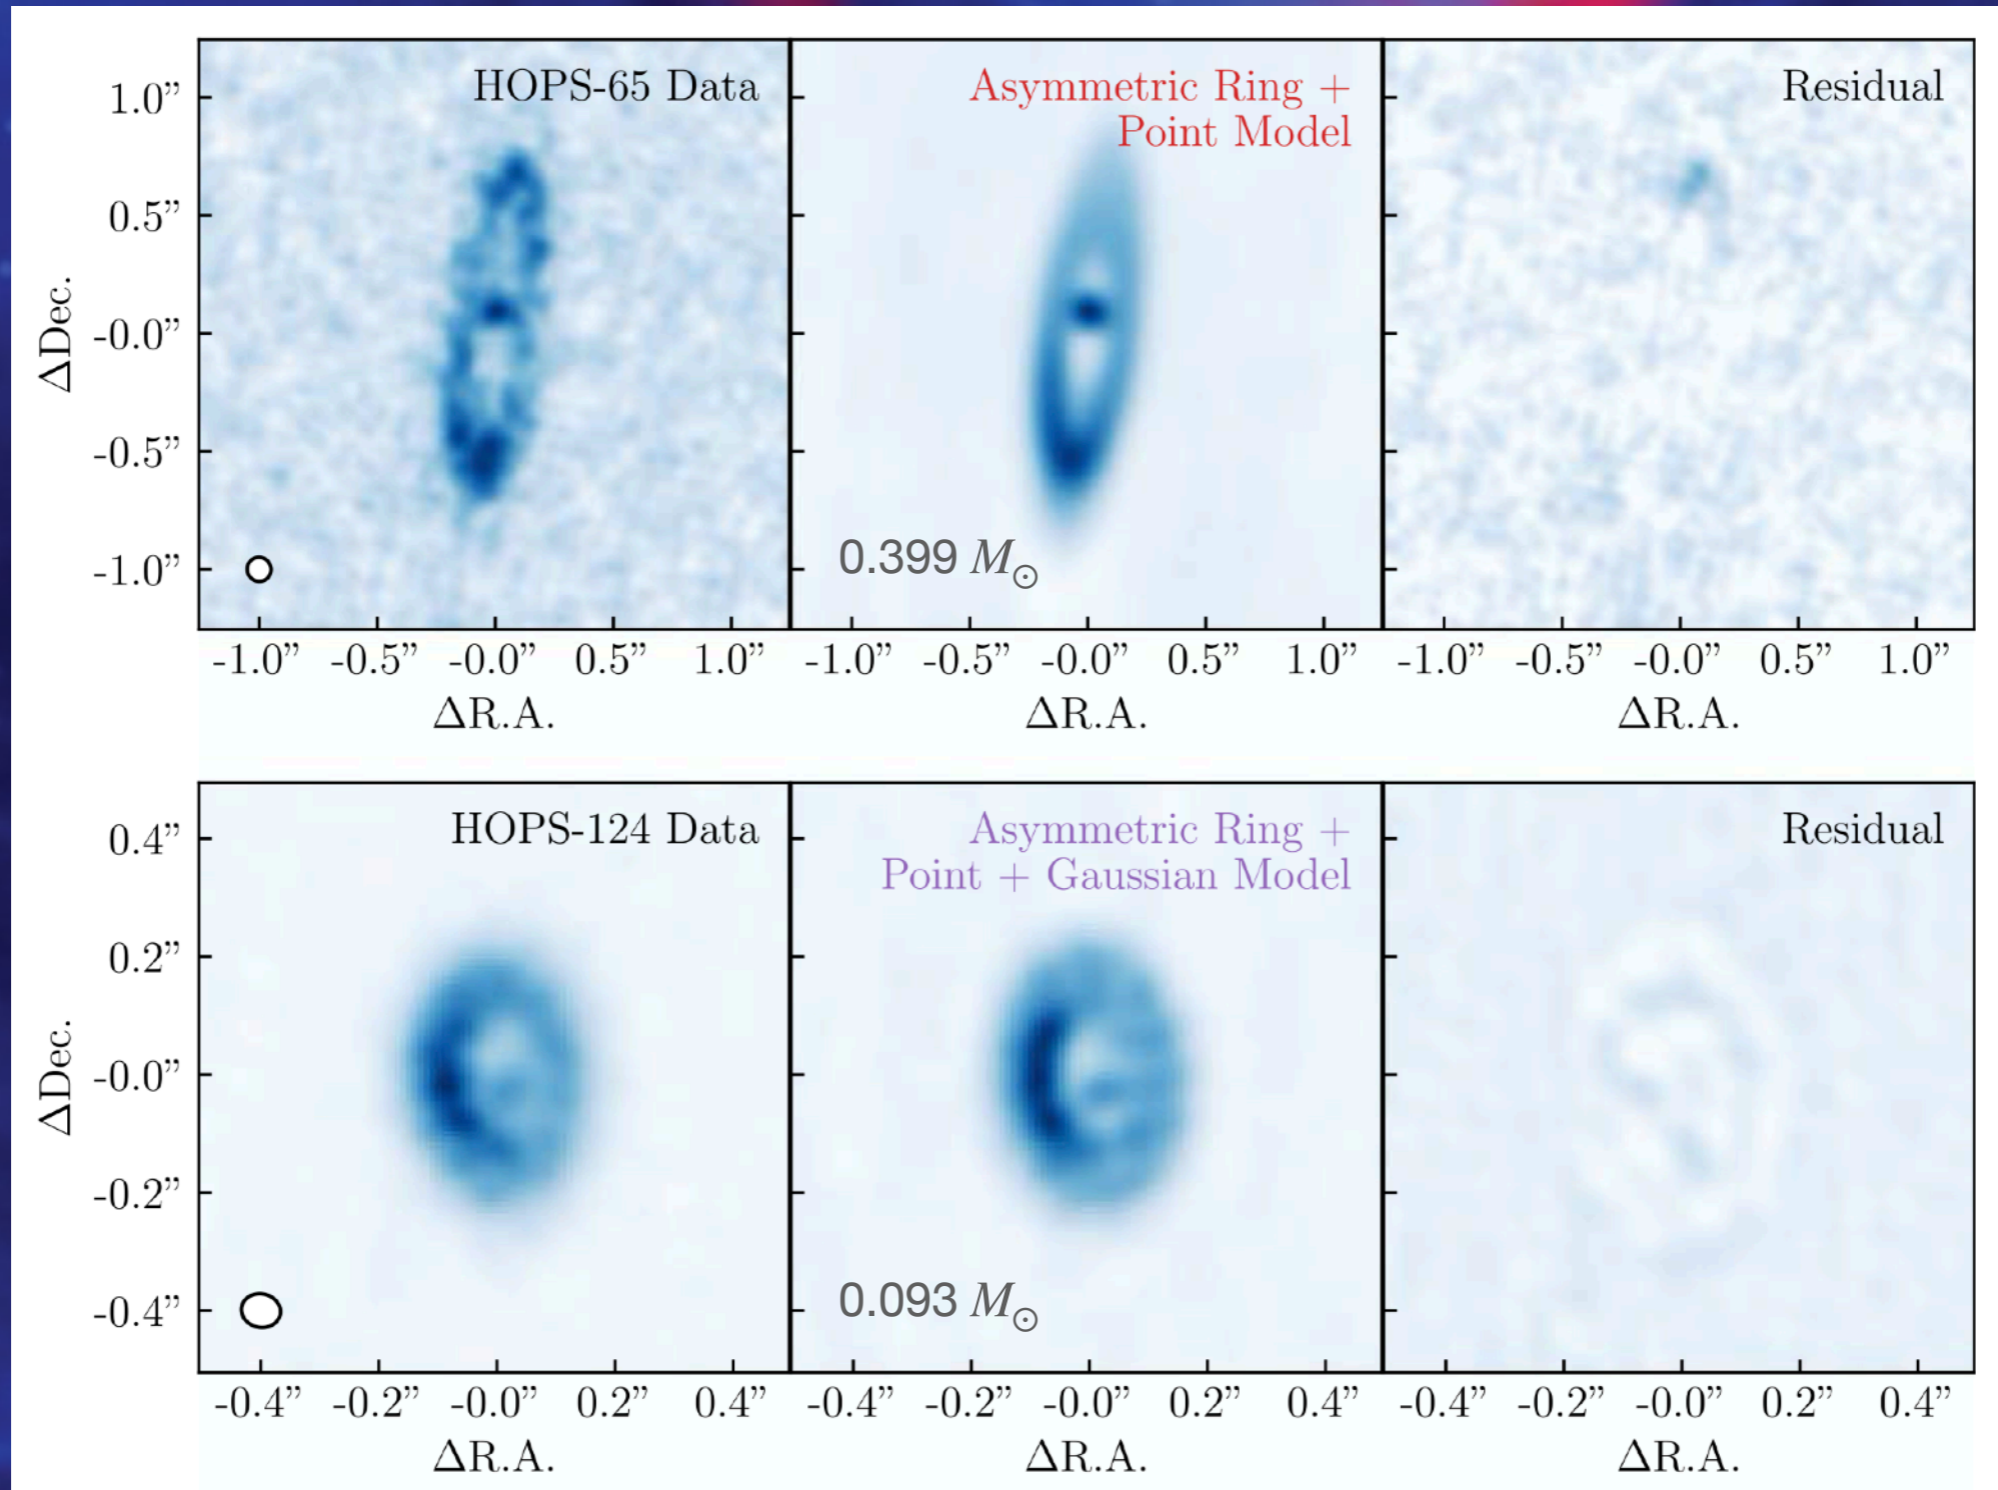 HOPS-65 Data
Asymmetric Ring +
Point Model
Residual
1.0”
0.5”
-0.0”
-0.5”
-1.0”
ΔDec.
0.399 M⊙
-1.0” -0.5” -0.0” 0.5” 1.0”
-1.0” -0.5” -0.0” 0.5” 1.0”
-1.0” -0.5” -0.0” 0.5” 1.0”
ΔR.A.
ΔR.A.
ΔR.A.
HOPS-124 Data
Asymmetric Ring +
Point + Gaussian Model
Residual
0.4”
0.2”
-0.0”
-0.2”
-0.4”
ΔDec.
0.093 M⊙
-0.4” -0.2” -0.0” 0.2” 0.4”
-0.4” -0.2” -0.0” 0.2” 0.4”
-0.4” -0.2” -0.0” 0.2” 0.4”
ΔR.A.
ΔR.A.
ΔR.A.